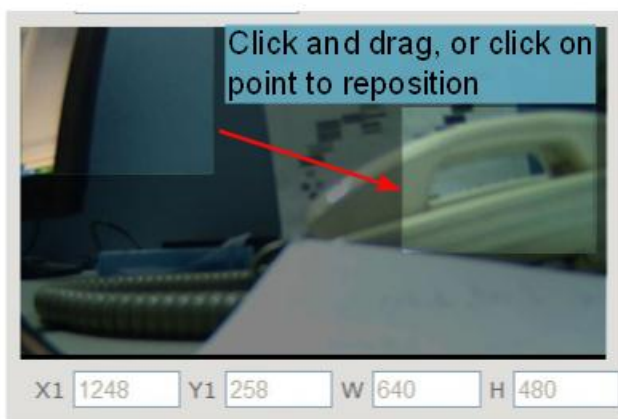 Click and drag, or click on
point to reposition
X1 1248 Y1 258 W 640 H 480